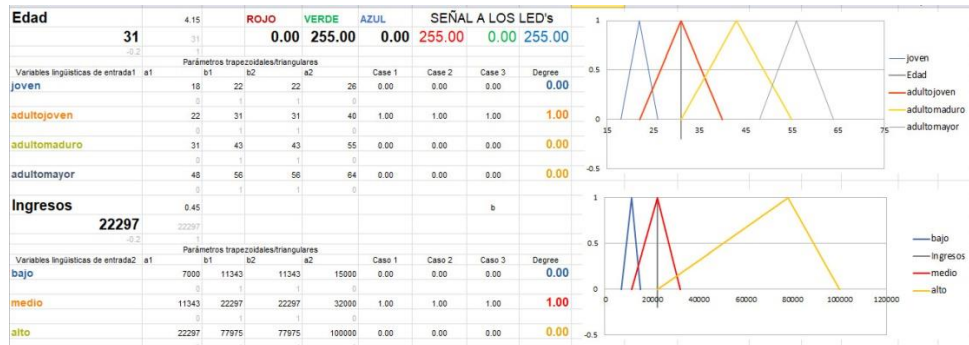 Edad 4.15 ROJO VERDE AZUL SEÑAL A LOS LED's
31 31 0.00 255.00 0.00 255.00 0.00 255.00
-0.2 1
Parámetros trapezoidales/triangulares
Variables lingüísticas de entrada1 a1 b1 b2 a2 Case 1 Case 2 Case 3 Degree
joven 18 22 22 26 0.00 0.00 0.00 0.00
0 1 1 0
adultojoven 22 31 31 40 1.00 1.00 1.00 1.00
0 1 1 0
adultomaduro 31 43 43 55 0.00 0.00 0.00 0.00
0 1 1 0
adultomayor 48 56 56 64 0.00 0.00 0.00 0.00
0 1 1 0
Ingresos 0.45 b
22297 22297
-0.2 1
Parámetros trapezoidales/triangulares
Variables lingüísticas de entrada2 a1 b1 b2 a2 Case 1 Case 2 Case 3 Degree
bajo 7000 11343 11343 15000 0.00 0.00 0.00 0.00
0 1 1 0
medio 11343 22297 22297 32000 1.00 1.00 1.00 1.00
0 1 1 0
alto 22297 77975 77975 100000 0.00 0.00 0.00 0.00
1
0.5
0
15 25 35 45 55 65 75
-0.5
joven
Edad
adultojoven
adultomaduro
adultomayor
1
0.5
0
0 20000 40000 60000 80000 100000 120000
-0.5
bajo
Ingresos
medio
alto